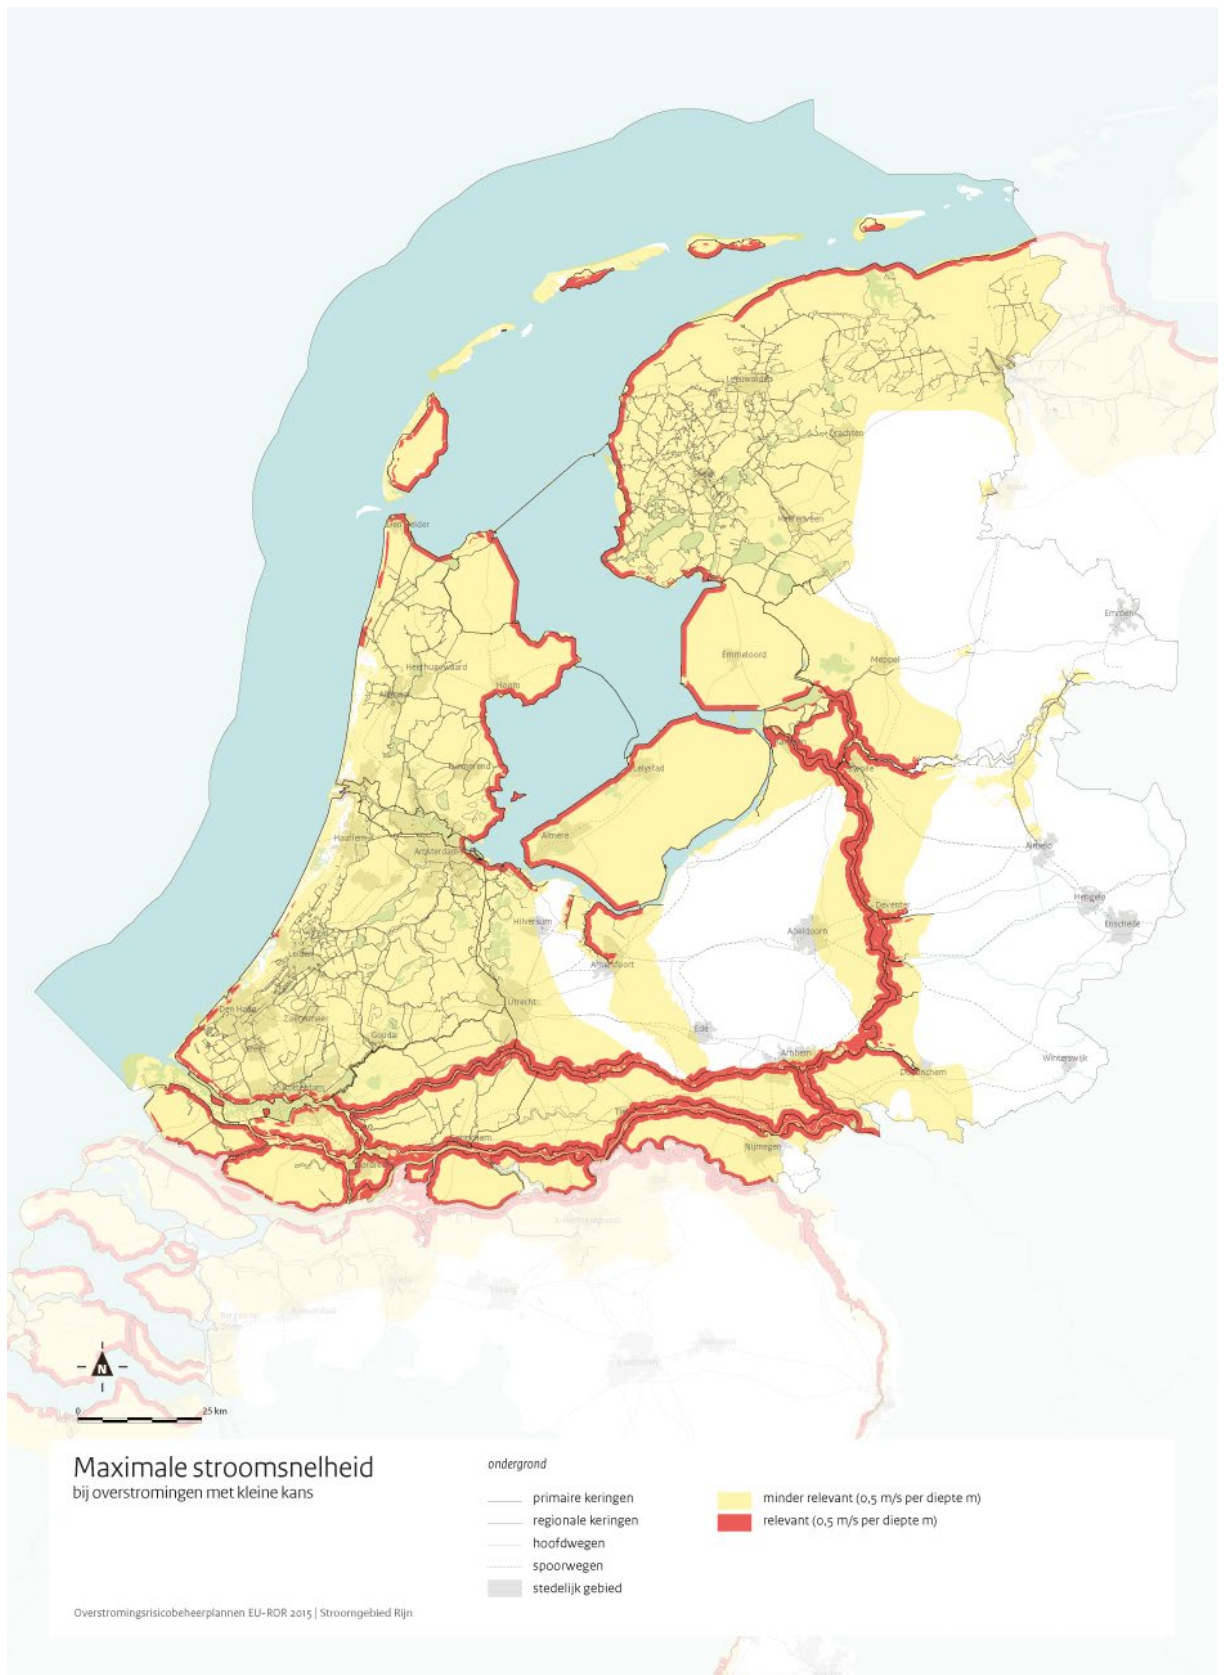 Leeuwarden
Drachten
Den Helder
Heerenveen
Emmen
Emmeloord
Meppel
Heerhugowaard
Hoorn
Alkmaar
Purmerend
Lelystad
Zwolle
Haarlem
Almere
Amsterdam
Almelo
Hilversum
Deventer
Hengelo
Apeldoorn
Enschede
Leiden
Amersfoort
Utrecht
Den Haag
Zoetermeer
Gouda
Ede
Delft
Arnhem
Winterswijk
Doetinchem
Nijmegen
Tilburg
N
0 25 km
Maximale stroomsnelheid
bij overstromingen met kleine kans
ondergrond
primaire keringen
regionale keringen
hoofdwegen
spoorwegen
stedelijk gebied
minder relevant (0,5 m/s per diepte m)
relevant (0,5 m/s per diepte m)
Overstromingsrisicobeheerplannen EU-ROR 2015 | Stroomgebied Rijn